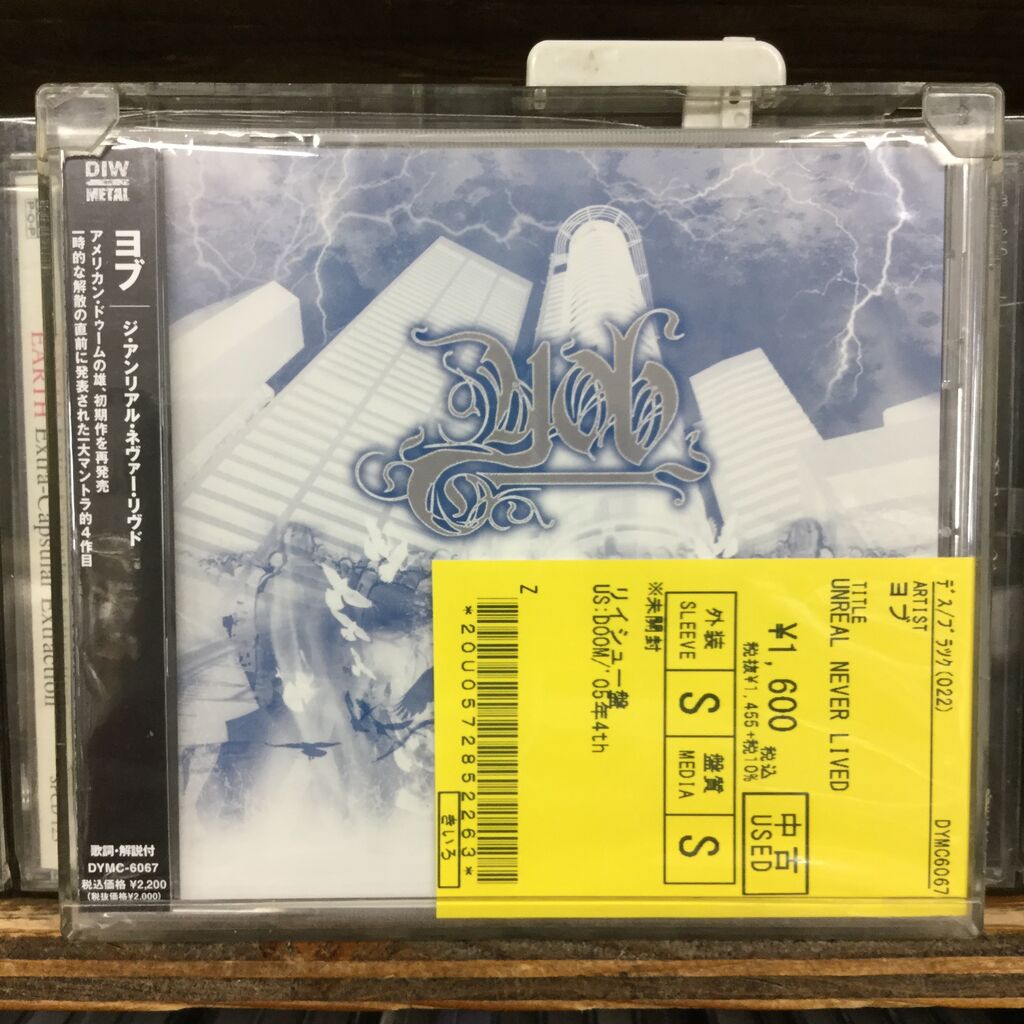 DIW
METAL
ヨブ
ジ・アンリアル・ネヴァー・リヴド
アメリカン・ドゥームの雄、初期作を再発売
一時的な解散の直前に発表された一大マントラ的4作目
歌詞・解説付
DYMC-6067
税込価格 ¥2,200
(税抜価格¥2,000)
Yob
デス/ブラック(022) DYMC6067
ARTIST
ヨブ
TITLE
UNREAL NEVER LIVED
¥1,600 税込
税抜¥1,455+税10%
中古
USED
外装 S 盤質 S
SLEEVE MEDIA
※未開封
リイシュー盤
US:DOOM/'05年4th
*20U0572852263*
きいろ
Z
POP
EARTH Extra-Capsular Extraction